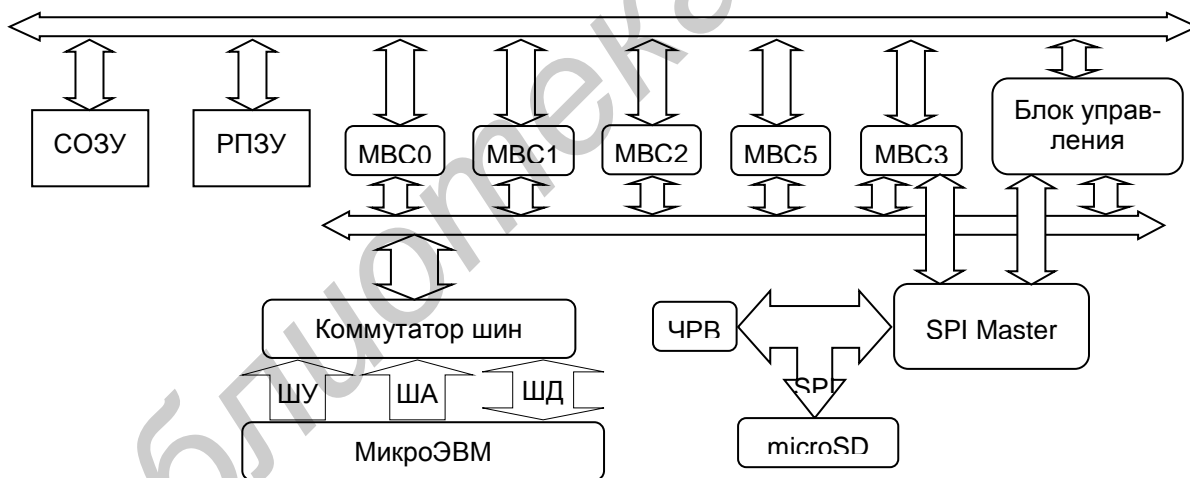 СОЗУ
РПЗУ
МВС0
МВС1
МВС2
МВС5
МВС3
Блок управ-
ления
Коммутатор шин
ЧРВ
SPI Master
SPI
ШУ
ША
ШД
МикроЭВМ
microSD
блиотека